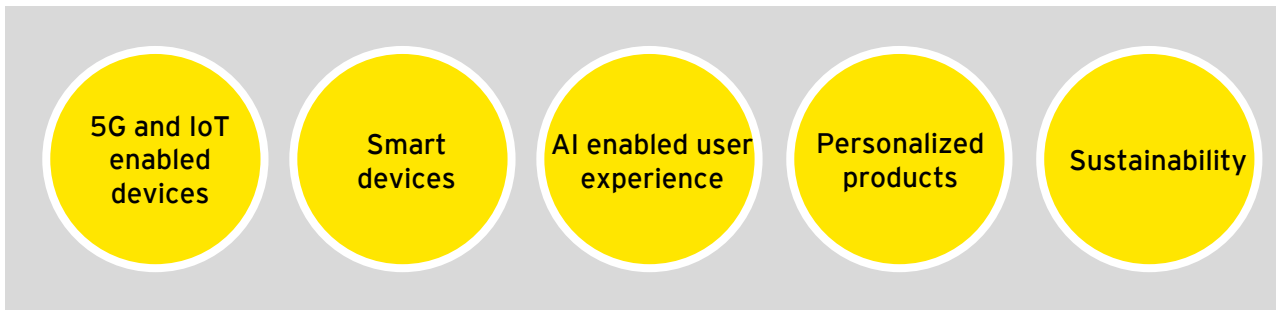 5G and IoT
enabled
devices
Smart
devices
AI enabled user
experience
Personalized
products
Sustainability